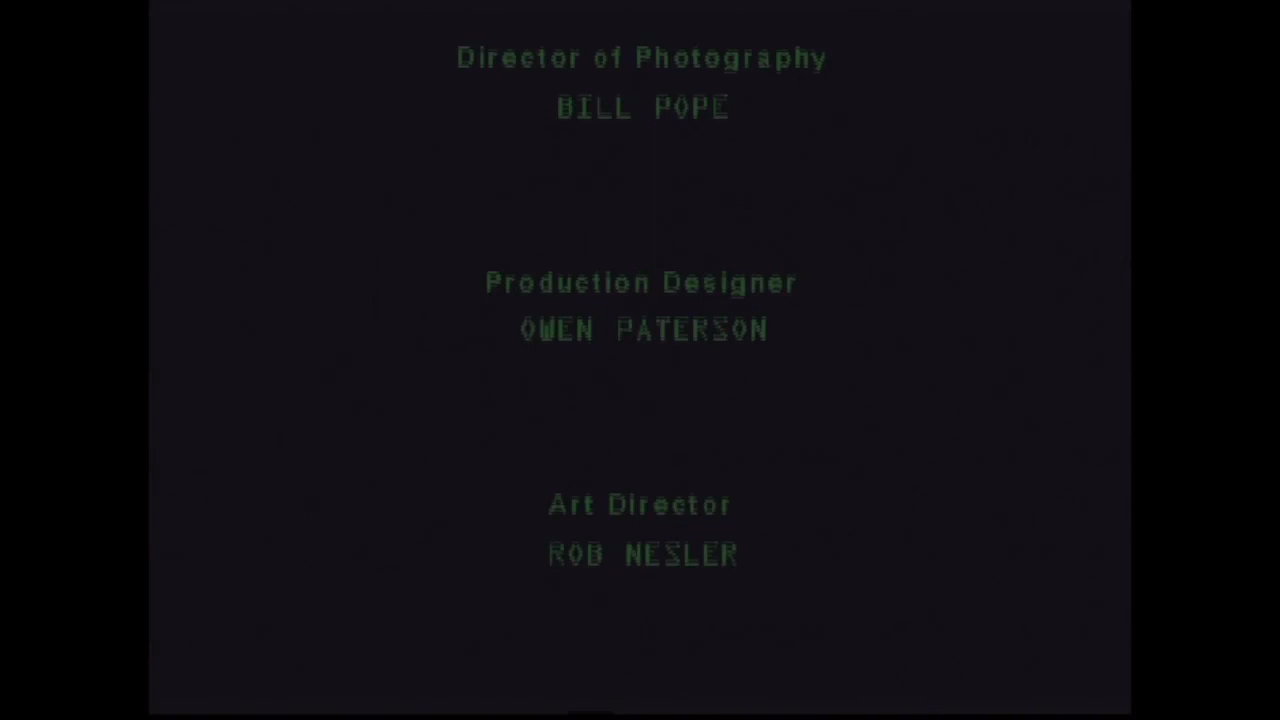 Director of Photography
BILL POPE
Production Designer
OWEN PATERSON
Art Director
ROB NESLER